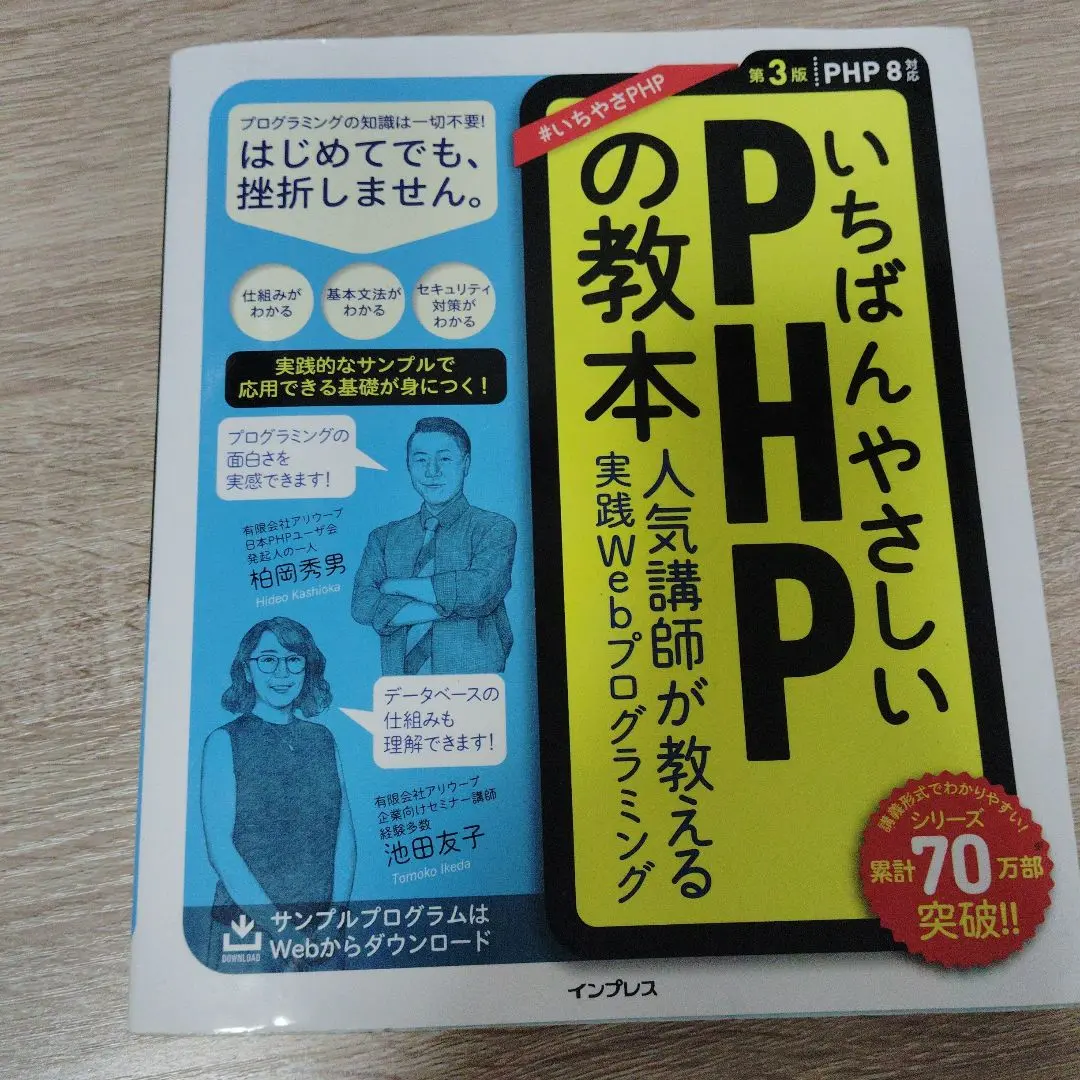 第3版 PHP 8 対応
#いちやさPHP
いちばんやさしい
PHP
の教本
人気講師が教える
実践Webプログラミング
プログラミングの知識は一切不要!
はじめてでも、
挫折しません。
仕組みが
わかる
基本文法が
わかる
セキュリティ
対策が
わかる
実践的なサンプルで
応用できる基礎が身につく!
プログラミングの
面白さを
実感できます!
有限会社アリウープ
日本PHPユーザ会
発起人の一人
柏岡秀男
Hideo Kashioka
データベースの
仕組みも
理解できます!
有限会社アリウープ
企業向けセミナー講師
経験多数
池田友子
Tomoko Ikeda
DOWNLOAD
サンプルプログラムは
Webからダウンロード
講義形式でわかりやすい!
シリーズ
累計70万部
突破!!
インプレス